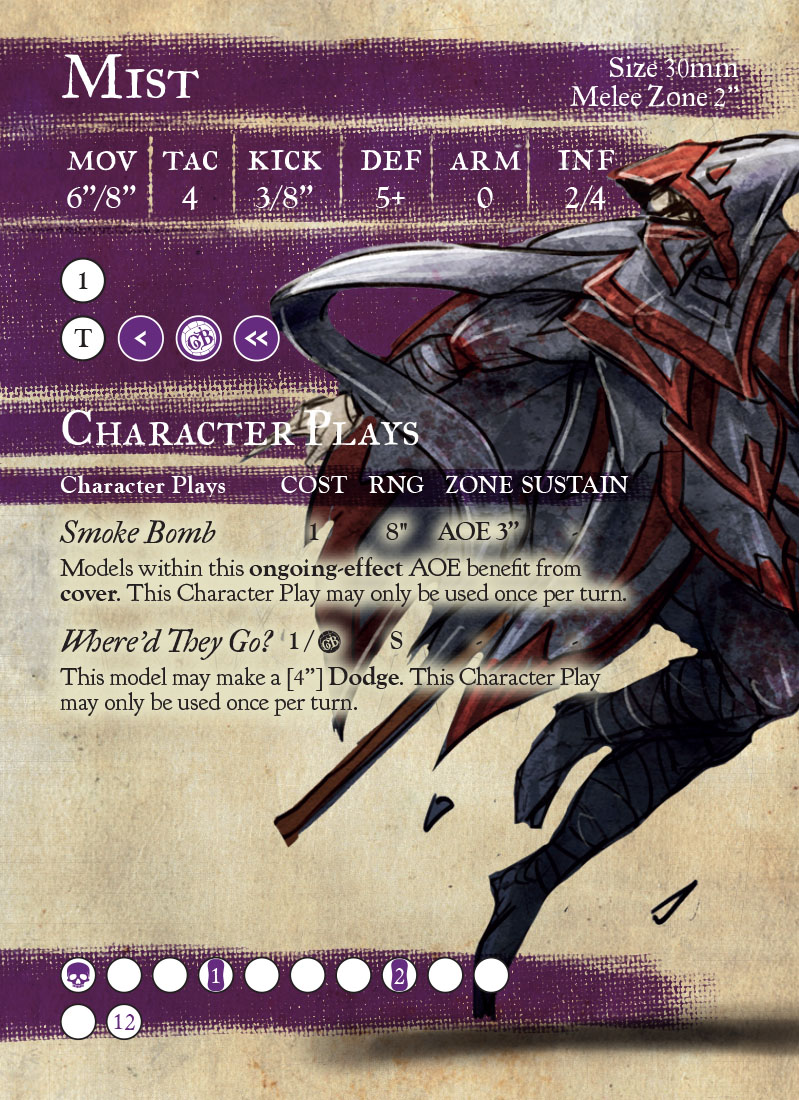 Mist
Size 30mm
Melee Zone 2”
MOV TAC KICK DEF ARM INF
6”/8” 4 3/8” 5+ 0 2/4
1
T < GB <<
Character Plays
Character Plays COST RNG ZONE SUSTAIN
Smoke Bomb 1 8" AOE 3” -
Models within this ongoing-effect AOE benefit from
cover. This Character Play may only be used once per turn.
Where'd They Go? 1/GB S - -
This model may make a [4”] Dodge. This Character Play
may only be used once per turn.
1 2
12